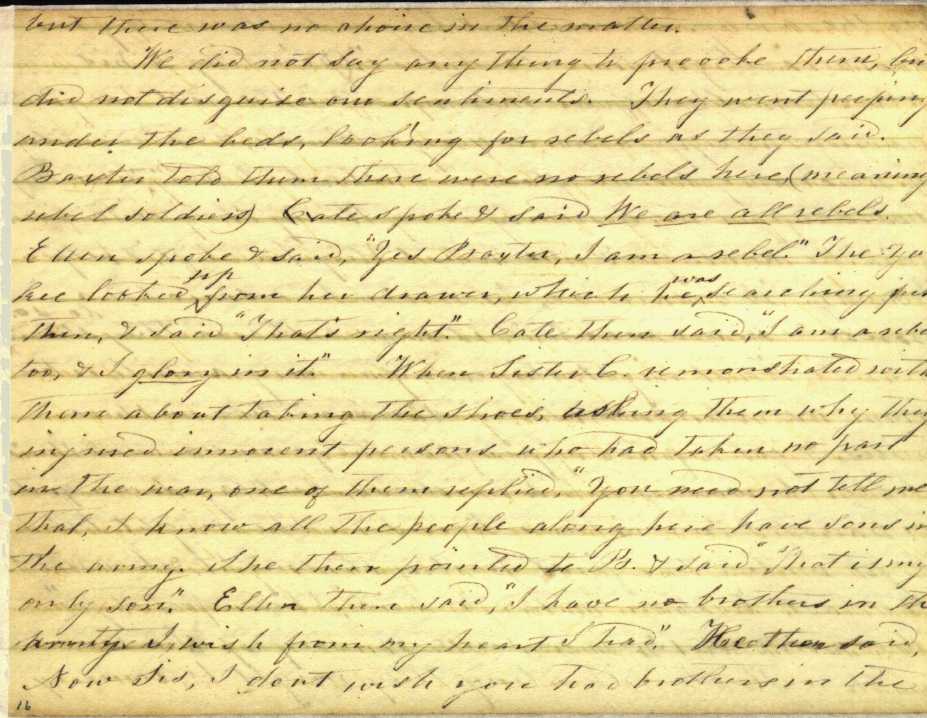 but there was no choice in the matter.
We did not say any thing to provoke them, but
did not disguise our sentiments. They went peeping
under the beds, looking for rebels as they said.
Baxter told them there were no rebels here (meaning
rebel soldiers) Cate spoke & said We are all rebels.
Ellen spoke & said, "Yes Baxter, I am a rebel." The Yan
kee looked up from her drawer, which he was searching just
then, & said "That's right". Cate then said, "I am a rebel
too, & I glory in it." When Sister C. remonstrated with
them about taking the shoes, asking them why they
injured innocent persons who had taken no part
in the war, one of them replied, "You need not tell me
that, I know all the people along here have sons in
the army. She then pointed to B. & said "That is my
only son." Ellen then said, "I have no brothers in the
army, I wish from my heart I had". He then said,
Now Sis, I dont wish you had brothers in the
16